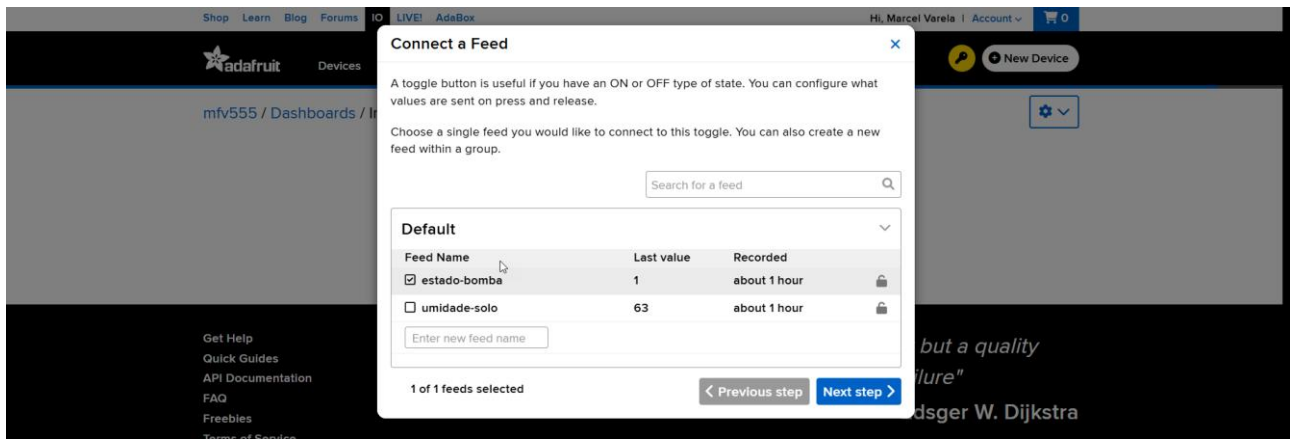 Shop Learn Blog Forums IO LIVE! AdaBox
Hi, Marcel Varela | Account 0
adafruit Devices
New Device
mfv555 / Dashboards /
Connect a Feed
A toggle button is useful if you have an ON or OFF type of state. You can configure what
values are sent on press and release.
Choose a single feed you would like to connect to this toggle. You can also create a new
feed within a group.
Search for a feed
Default
Feed Name Last value Recorded
estado-bomba 1 about 1 hour
umidade-solo 63 about 1 hour
Enter new feed name
1 of 1 feeds selected
Previous step Next step
Get Help
Quick Guides
API Documentation
FAQ
Freebies
Terms of Service
but a quality
ilure"
dsger W. Dijkstra